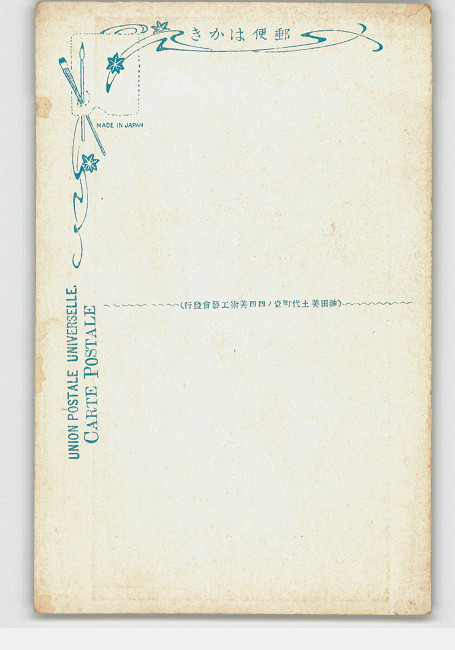 郵便はかき
MADE IN JAPAN
(神田美土代町壹ノ四四美術工藝會發行)
UNION POSTALE UNIVERSELLE.
CARTE POSTALE